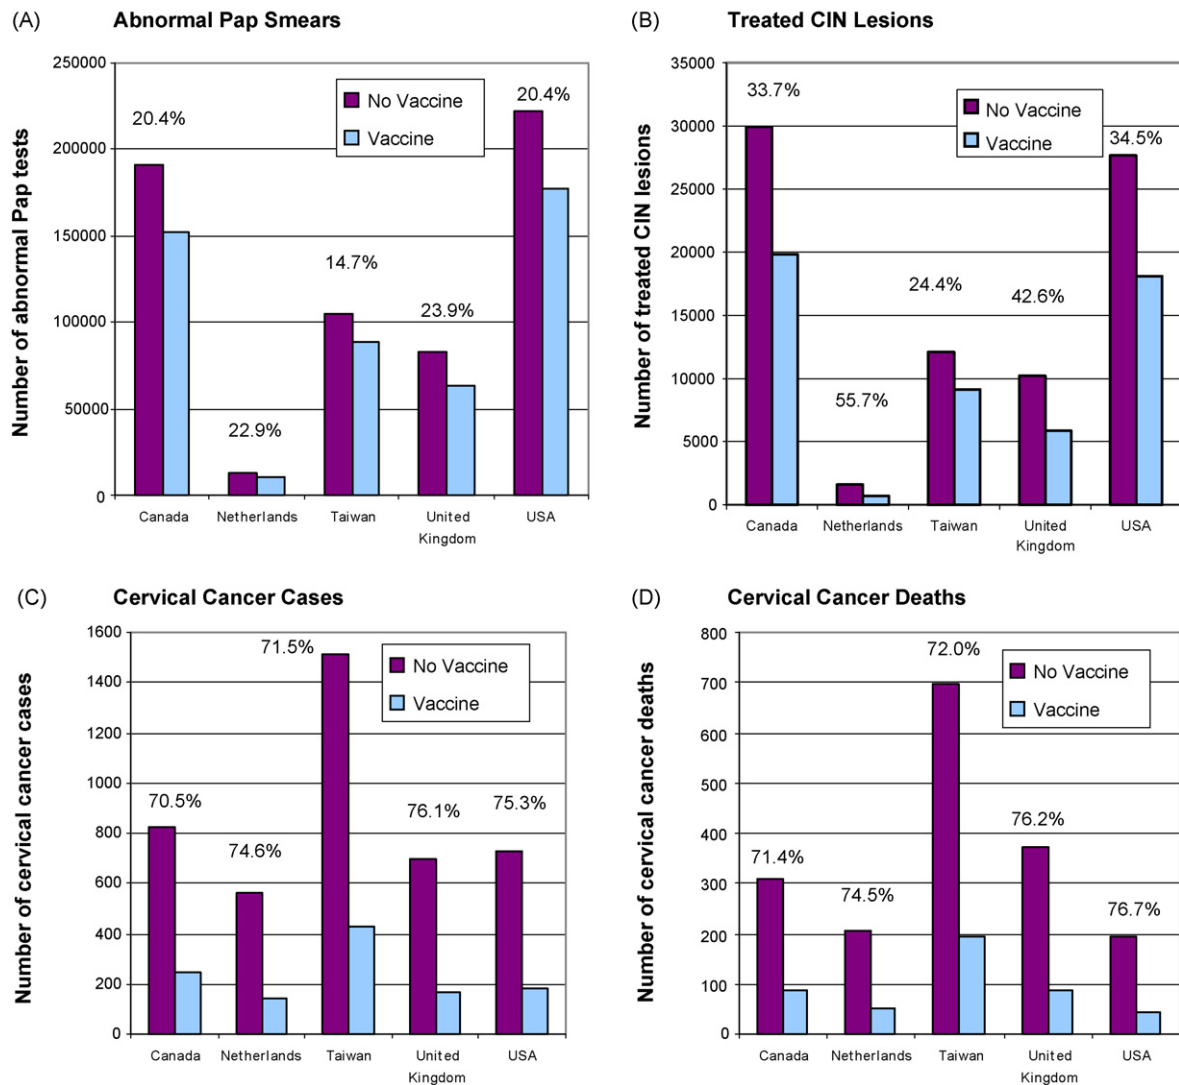 (A) Abnormal Pap Smears
Number of abnormal Pap tests
250000
200000
150000
100000
50000
0
No Vaccine
Vaccine
20.4%
22.9%
14.7%
23.9%
20.4%
Canada
Netherlands
Taiwan
United
Kingdom
USA
(B) Treated CIN Lesions
Number of treated CIN lesions
35000
30000
25000
20000
15000
10000
5000
0
No Vaccine
Vaccine
33.7%
55.7%
24.4%
42.6%
34.5%
Canada
Netherlands
Taiwan
United
Kingdom
USA
(C) Cervical Cancer Cases
Number of cervical cancer cases
1600
1400
1200
1000
800
600
400
200
0
No Vaccine
Vaccine
70.5%
74.6%
71.5%
76.1%
75.3%
Canada
Netherlands
Taiwan
United
Kingdom
USA
(D) Cervical Cancer Deaths
Number of cervical cancer deaths
800
700
600
500
400
300
200
100
0
No Vaccine
Vaccine
71.4%
74.5%
72.0%
76.2%
76.7%
Canada
Netherlands
Taiwan
United
Kingdom
USA